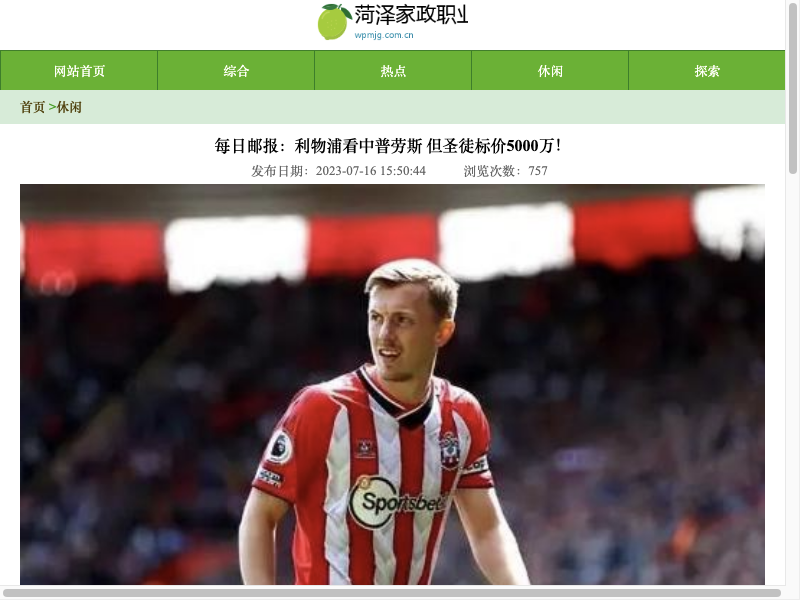 菏泽家政职业
wpmjg.com.cn
网站首页 综合 热点 休闲 探索
首页 >休闲
每日邮报：利物浦看中普劳斯 但圣徒标价5000万！
发布日期：2023-07-16 15:50:44 浏览次数：757
Sportsbet